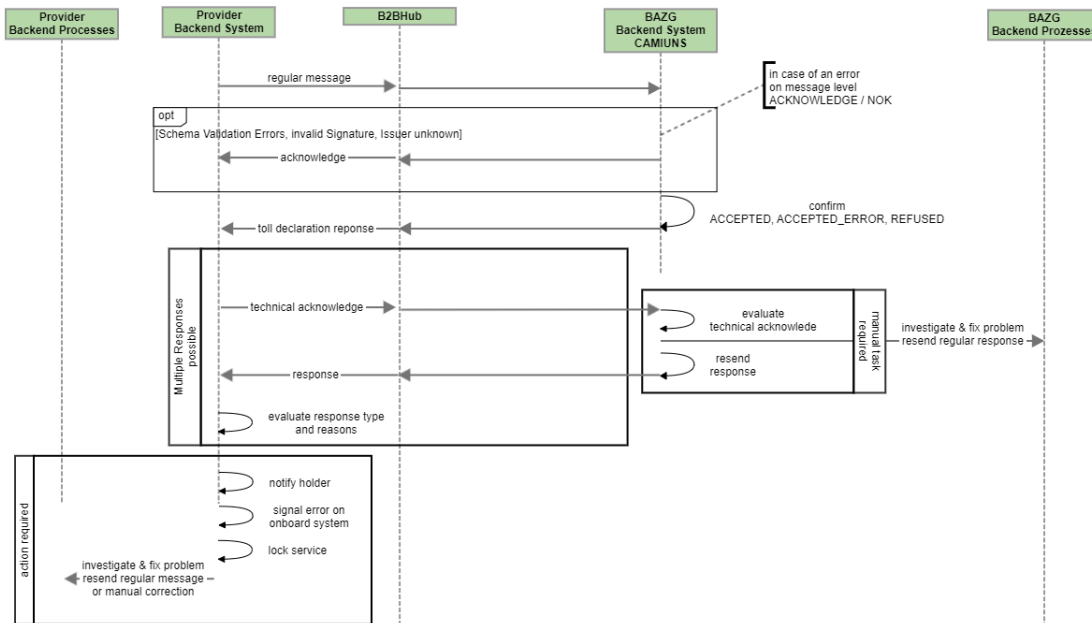 Provider
Backend Processes
Provider
Backend System
B2BHub
BAZG
Backend System
CAMIUNS
BAZG
Backend Prozesses
regular message
in case of an error
on message level
ACKNOWLEDGE / NOK
opt
[Schema Validation Errors, invalid Signature, Issuer unknown]
acknowledge
confirm
ACCEPTED, ACCEPTED_ERROR, REFUSED
toll declaration reponse
Multiple Responses
possible
technical acknowledge
evaluate
technical acknowlede
manual task
required
investigate & fix problem
resend regular response
resend
response
response
evaluate response type
and reasons
action required
notify holder
signal error on
onboard system
lock service
investigate & fix problem
resend regular message
or manual correction